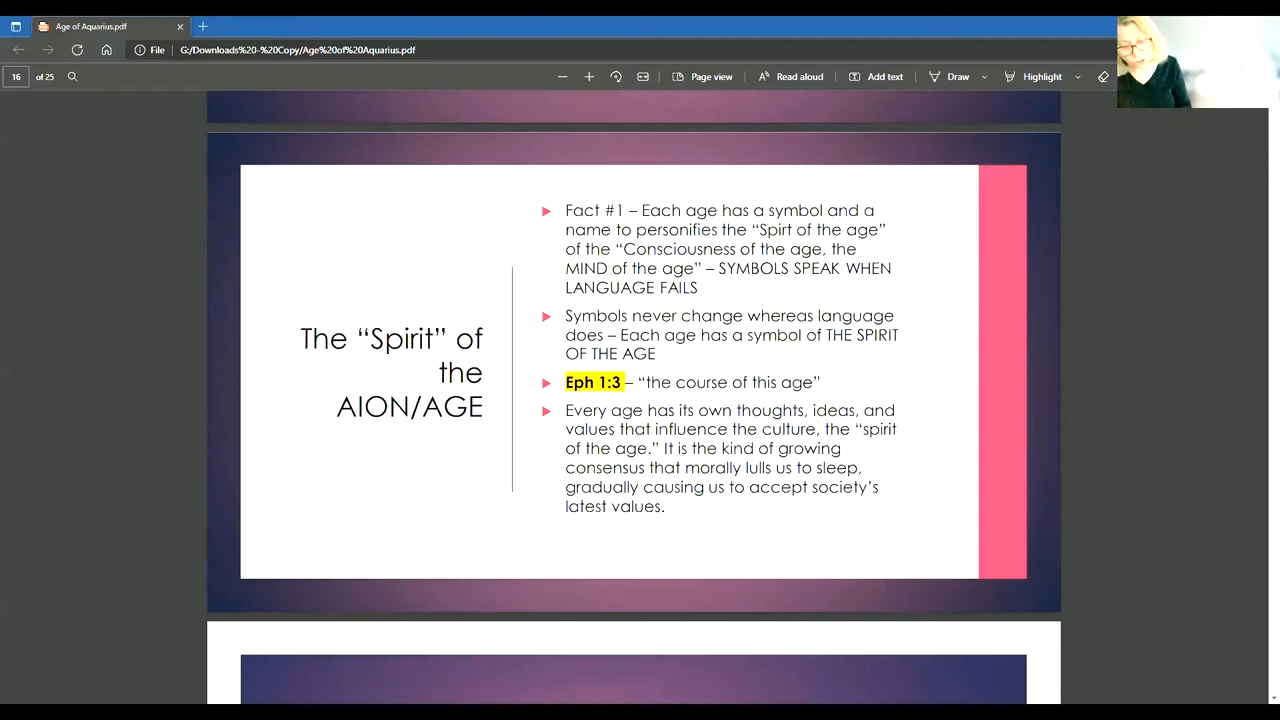 Age of Aquarius.pdf
File
G:/Downloads%20-%20Copy/Age%20of%20Aquarius.pdf
16
of 25
Page view
Read aloud
Add text
Draw
Highlight
The “Spirit” of
the
AION/AGE
Fact #1 – Each age has a symbol and a
name to personifies the “Spirt of the age”
of the “Consciousness of the age, the
MIND of the age” – SYMBOLS SPEAK WHEN
LANGUAGE FAILS
Symbols never change whereas language
does – Each age has a symbol of THE SPIRIT
OF THE AGE
Eph 1:3 – “the course of this age”
Every age has its own thoughts, ideas, and
values that influence the culture, the “spirit
of the age.” It is the kind of growing
consensus that morally lulls us to sleep,
gradually causing us to accept society’s
latest values.